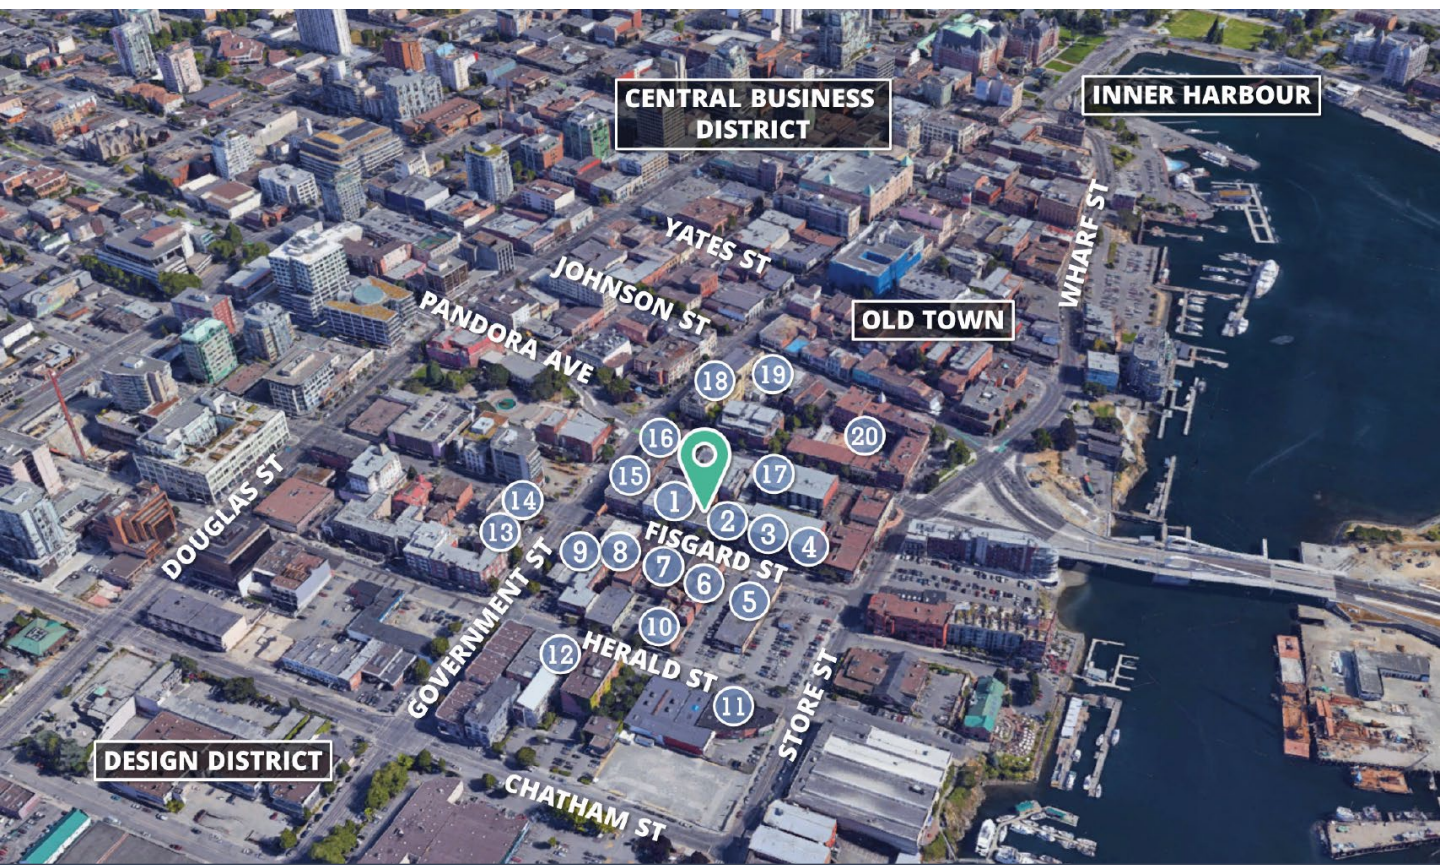 CENTRAL BUSINESS
DISTRICT
INNER HARBOUR
YATES ST
JOHNSON ST
PANDORA AVE
WHARF ST
OLD TOWN
18
19
16
20
15
17
1
14
2
13
3
4
FISGARD ST
9
8
7
6
5
DOUGLAS ST
GOVERNMENT ST
10
12
HERALD ST
11
STORE ST
DESIGN DISTRICT
CHATHAM ST